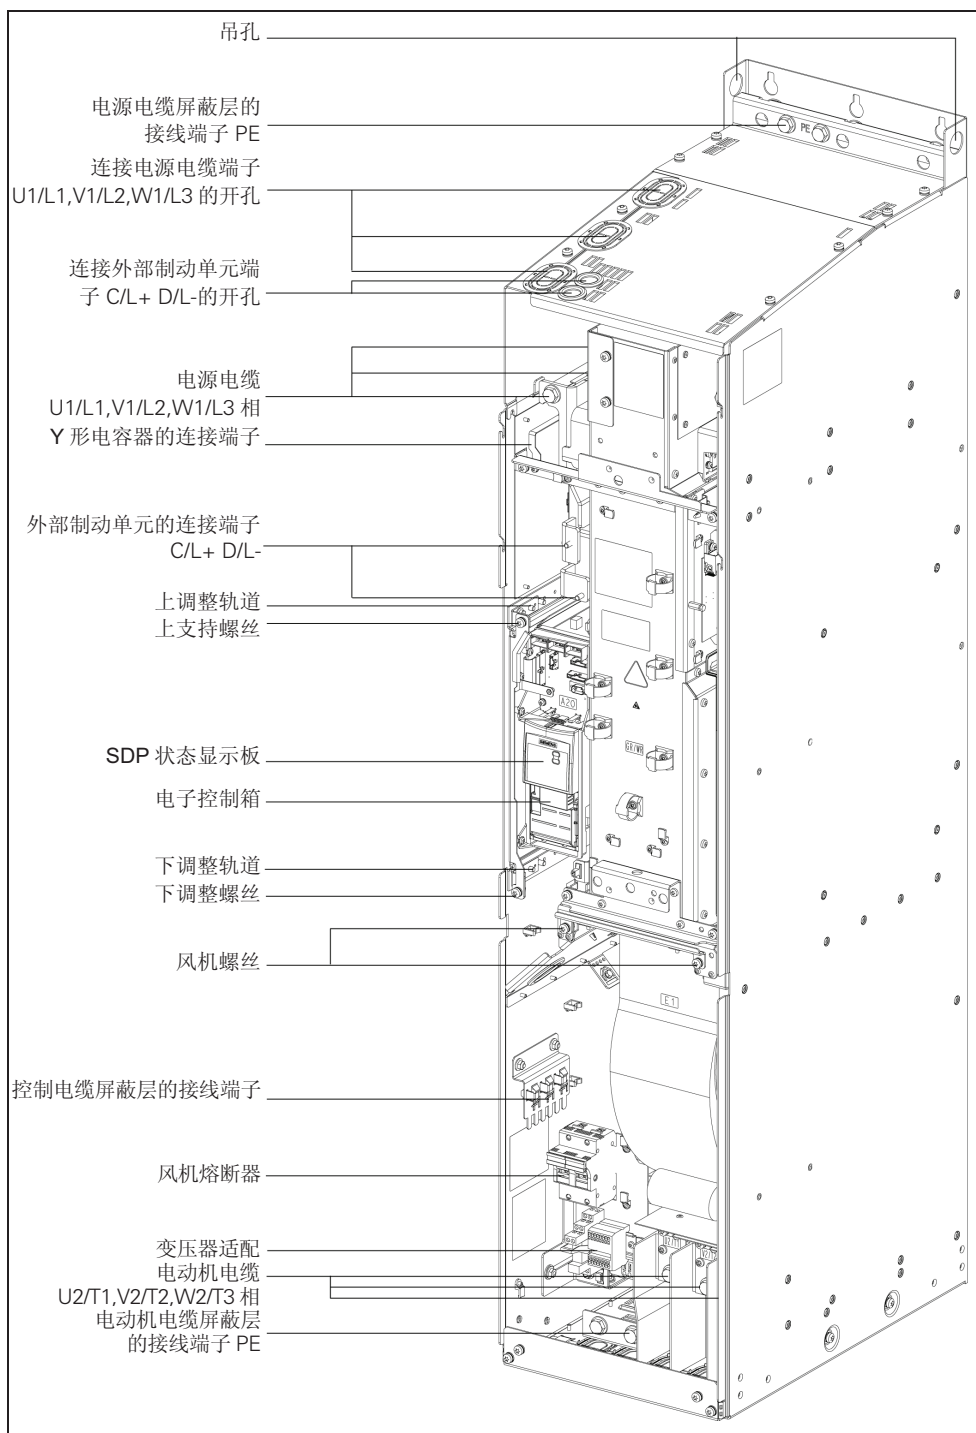 吊孔
电源电缆屏蔽层的
接线端子 PE
连接电源电缆端子
U1/L1,V1/L2,W1/L3 的开孔
连接外部制动单元端
子 C/L+ D/L-的开孔
电源电缆
U1/L1,V1/L2,W1/L3 相
Y 形电容器的连接端子
外部制动单元的连接端子
C/L+ D/L-
上调整轨道
上支持螺丝
SDP 状态显示板
电子控制箱
下调整轨道
下调整螺丝
风机螺丝
控制电缆屏蔽层的接线端子
风机熔断器
变压器适配
电动机电缆
U2/T1,V2/T2,W2/T3 相
电动机电缆屏蔽层
的接线端子 PE
PE
A20
SIEMENS
E1